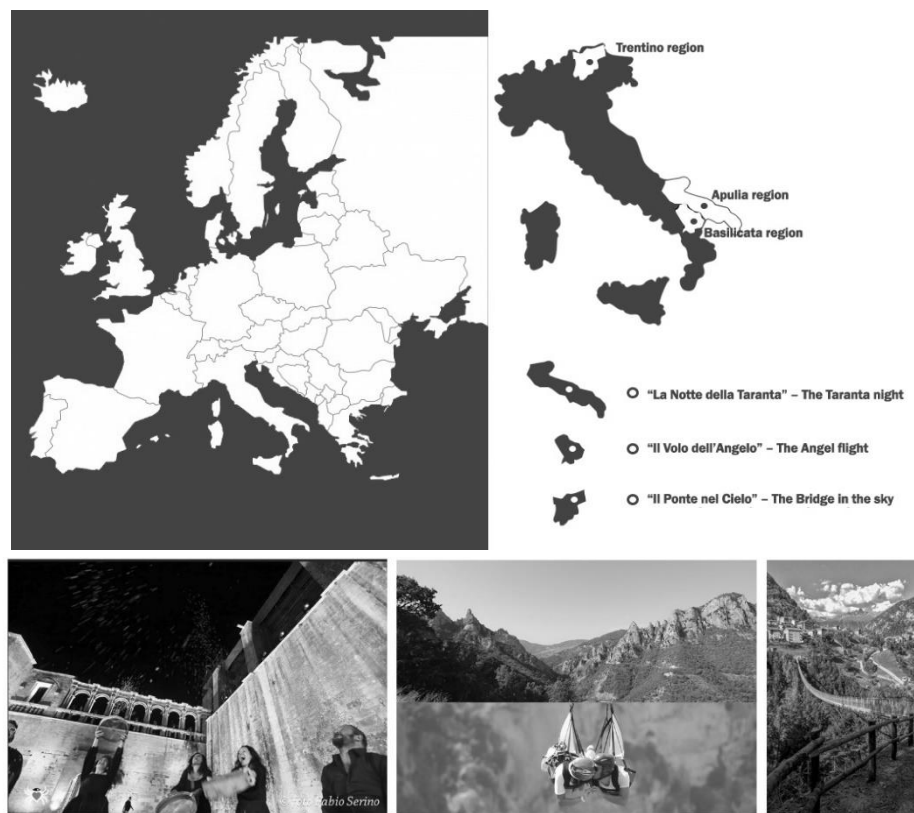 Trentino region
Apulia region
Basilicata region
“La Notte della Taranta” – The Taranta night
“Il Volo dell’Angelo” – The Angel flight
“Il Ponte nel Cielo” – The Bridge in the sky
Fabio Serino